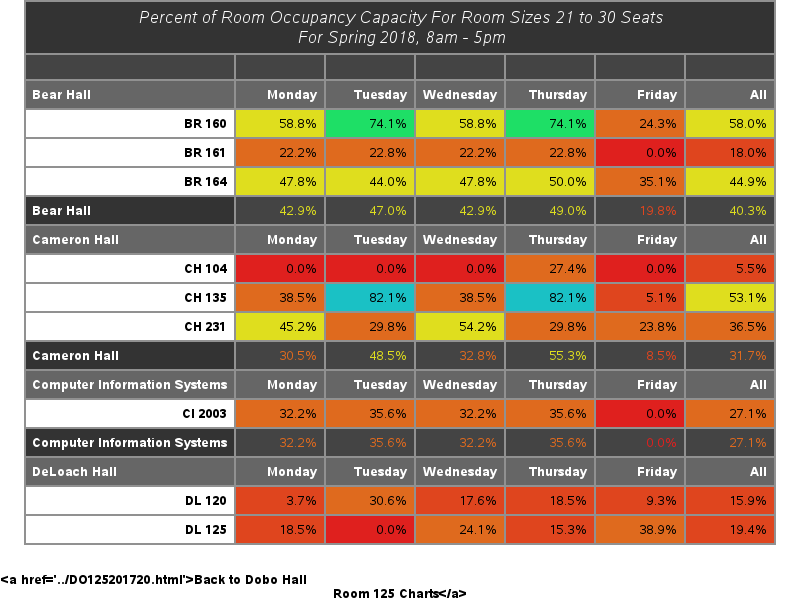 Percent of Room Occupancy Capacity For Room Sizes 21 to 30 Seats
For Spring 2018, 8am - 5pm
Bear Hall Monday Tuesday Wednesday Thursday Friday All
BR 160 58.8% 74.1% 58.8% 74.1% 24.3% 58.0%
BR 161 22.2% 22.8% 22.2% 22.8% 0.0% 18.0%
BR 164 47.8% 44.0% 47.8% 50.0% 35.1% 44.9%
Bear Hall 42.9% 47.0% 42.9% 49.0% 19.8% 40.3%
Cameron Hall Monday Tuesday Wednesday Thursday Friday All
CH 104 0.0% 0.0% 0.0% 27.4% 0.0% 5.5%
CH 135 38.5% 82.1% 38.5% 82.1% 5.1% 53.1%
CH 231 45.2% 29.8% 54.2% 29.8% 23.8% 36.5%
Cameron Hall 30.5% 48.5% 32.8% 55.3% 8.5% 31.7%
Computer Information Systems Monday Tuesday Wednesday Thursday Friday All
CI 2003 32.2% 35.6% 32.2% 35.6% 0.0% 27.1%
Computer Information Systems 32.2% 35.6% 32.2% 35.6% 0.0% 27.1%
DeLoach Hall Monday Tuesday Wednesday Thursday Friday All
DL 120 3.7% 30.6% 17.6% 18.5% 9.3% 15.9%
DL 125 18.5% 0.0% 24.1% 15.3% 38.9% 19.4%
<a href='../DO125201720.html'>Back to Dobo Hall
Room 125 Charts</a>